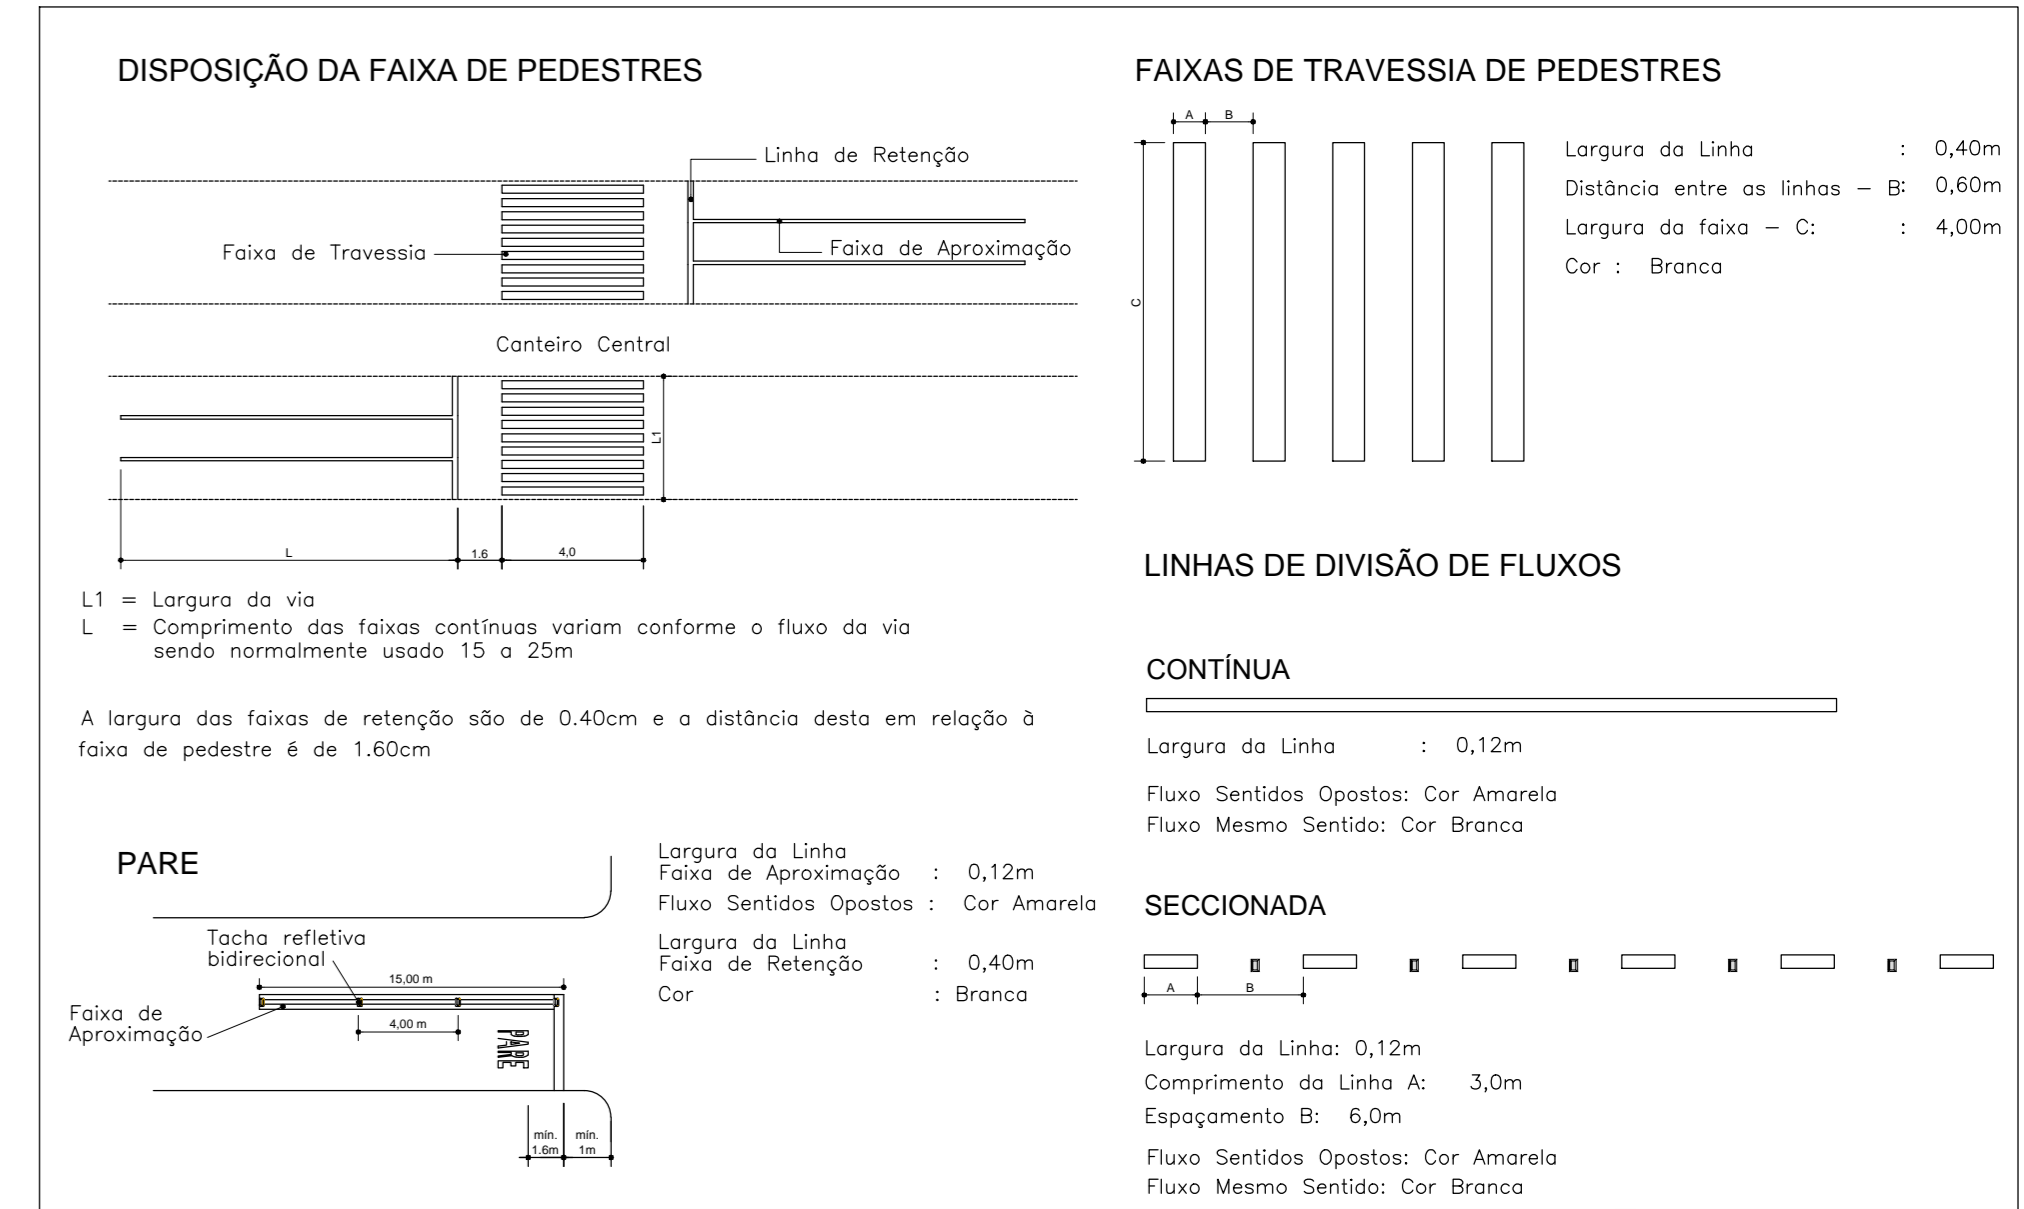 DISPOSIÇÃO DA FAIXA DE PEDESTRES
Linha de Retenção
Faixa de Travessia
Faixa de Aproximação
Canteiro Central
L1
L
1.6
4,0
L1 = Largura da via
L = Comprimento das faixas contínuas variam conforme o fluxo da via
sendo normalmente usado 15 a 25m
A largura das faixas de retenção são de 0.40cm e a distância desta em relação à
faixa de pedestre é de 1.60cm
PARE
Tacha refletiva
bidirecional
15,00 m
Faixa de
Aproximação
4,00 m
PARE
mín.
1.6m
mín.
1m
Largura da Linha
Faixa de Aproximação : 0,12m
Fluxo Sentidos Opostos : Cor Amarela
Largura da Linha
Faixa de Retenção : 0,40m
Cor : Branca
FAIXAS DE TRAVESSIA DE PEDESTRES
A B
C
Largura da Linha : 0,40m
Distância entre as linhas – B: 0,60m
Largura da faixa – C: : 4,00m
Cor : Branca
LINHAS DE DIVISÃO DE FLUXOS
CONTÍNUA
Largura da Linha : 0,12m
Fluxo Sentidos Opostos: Cor Amarela
Fluxo Mesmo Sentido: Cor Branca
SECCIONADA
A B
Largura da Linha: 0,12m
Comprimento da Linha A: 3,0m
Espaçamento B: 6,0m
Fluxo Sentidos Opostos: Cor Amarela
Fluxo Mesmo Sentido: Cor Branca